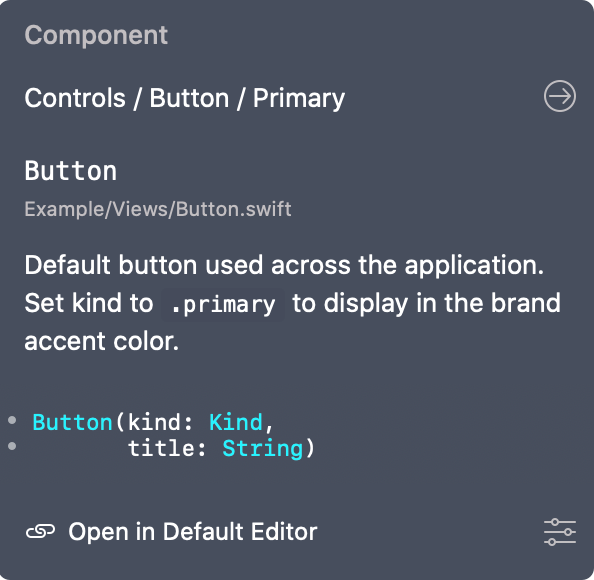 Component
Controls / Button / Primary
Button
Example/Views/Button.swift
Default button used across the application.
Set kind to .primary to display in the brand
accent color.
Button(kind: Kind,
title: String)
Open in Default Editor